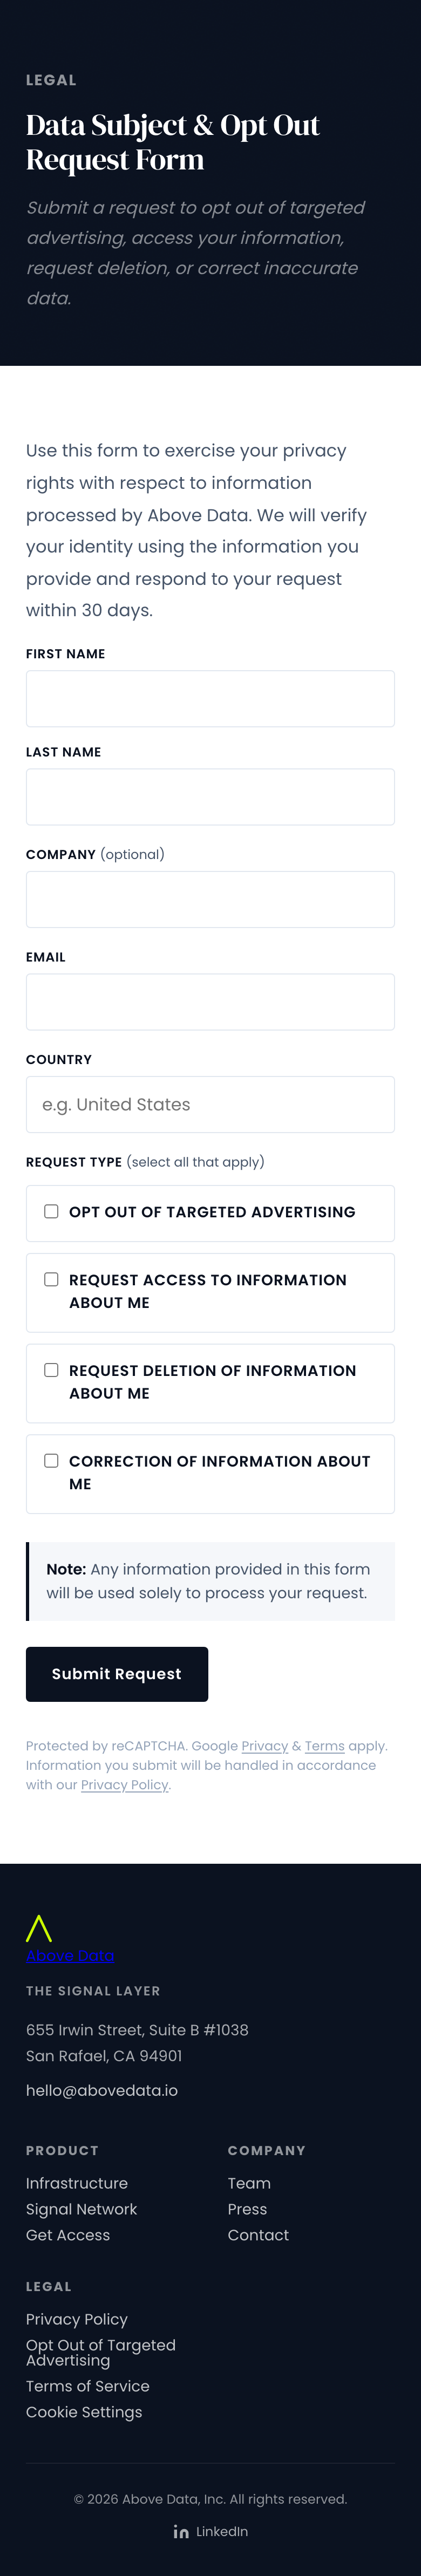 LEGAL
Data Subject & Opt Out
Request Form
Submit a request to opt out of targeted
advertising, access your information,
request deletion, or correct inaccurate
data.
Use this form to exercise your privacy
rights with respect to information
processed by Above Data. We will verify
your identity using the information you
provide and respond to your request
within 30 days.
FIRST NAME
LAST NAME
COMPANY (optional)
EMAIL
COUNTRY
e.g. United States
REQUEST TYPE (select all that apply)
OPT OUT OF TARGETED ADVERTISING
REQUEST ACCESS TO INFORMATION
ABOUT ME
REQUEST DELETION OF INFORMATION
ABOUT ME
CORRECTION OF INFORMATION ABOUT
ME
Note: Any information provided in this form
will be used solely to process your request.
Submit Request
Protected by reCAPTCHA. Google Privacy & Terms apply.
Information you submit will be handled in accordance
with our Privacy Policy.
Above Data
THE SIGNAL LAYER
655 Irwin Street, Suite B #1038
San Rafael, CA 94901
hello@abovedata.io
PRODUCT
Infrastructure
Signal Network
Get Access
COMPANY
Team
Press
Contact
LEGAL
Privacy Policy
Opt Out of Targeted
Advertising
Terms of Service
Cookie Settings
© 2026 Above Data, Inc. All rights reserved.
LinkedIn